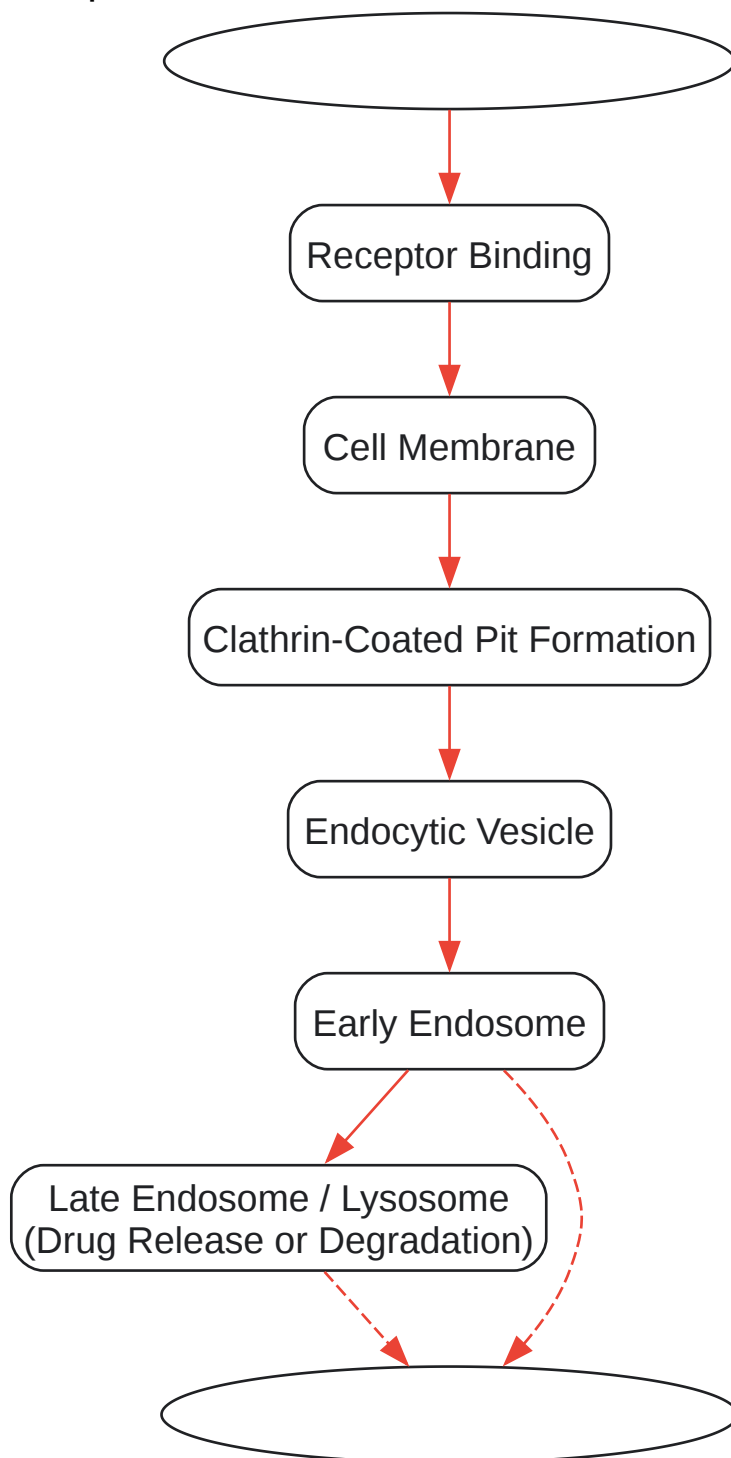 Receptor Binding
Cell Membrane
Clathrin-Coated Pit Formation
Endocytic Vesicle
Early Endosome
Late Endosome / Lysosome
(Drug Release or Degradation)